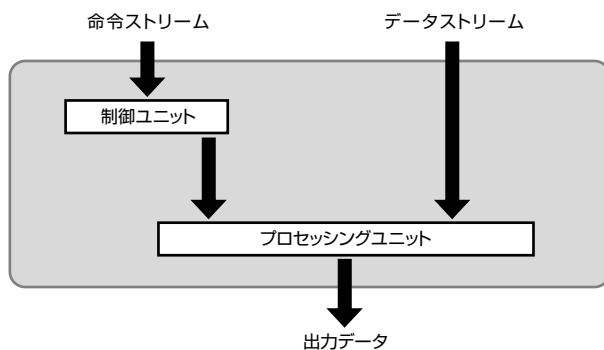 命令ストリーム
データストリーム
制御ユニット
プロセッシングユニット
出力データ